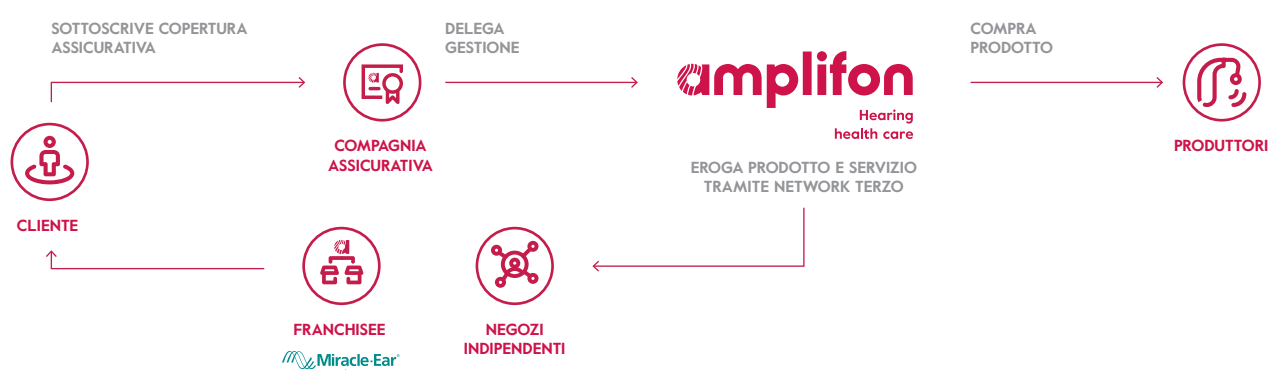 SOTTOSCRIVE COPERTURA
ASSICURATIVA
DELEGA
GESTIONE
COMPRA
PRODOTTO
amplifon
Hearing
health care
COMPAGNIA
ASSICURATIVA
PRODUTTORI
EROGA PRODOTTO E SERVIZIO
TRAMITE NETWORK TERZO
CLIENTE
FRANCHISEE
Miracle-Ear®
NEGOZI
INDIPENDENTI